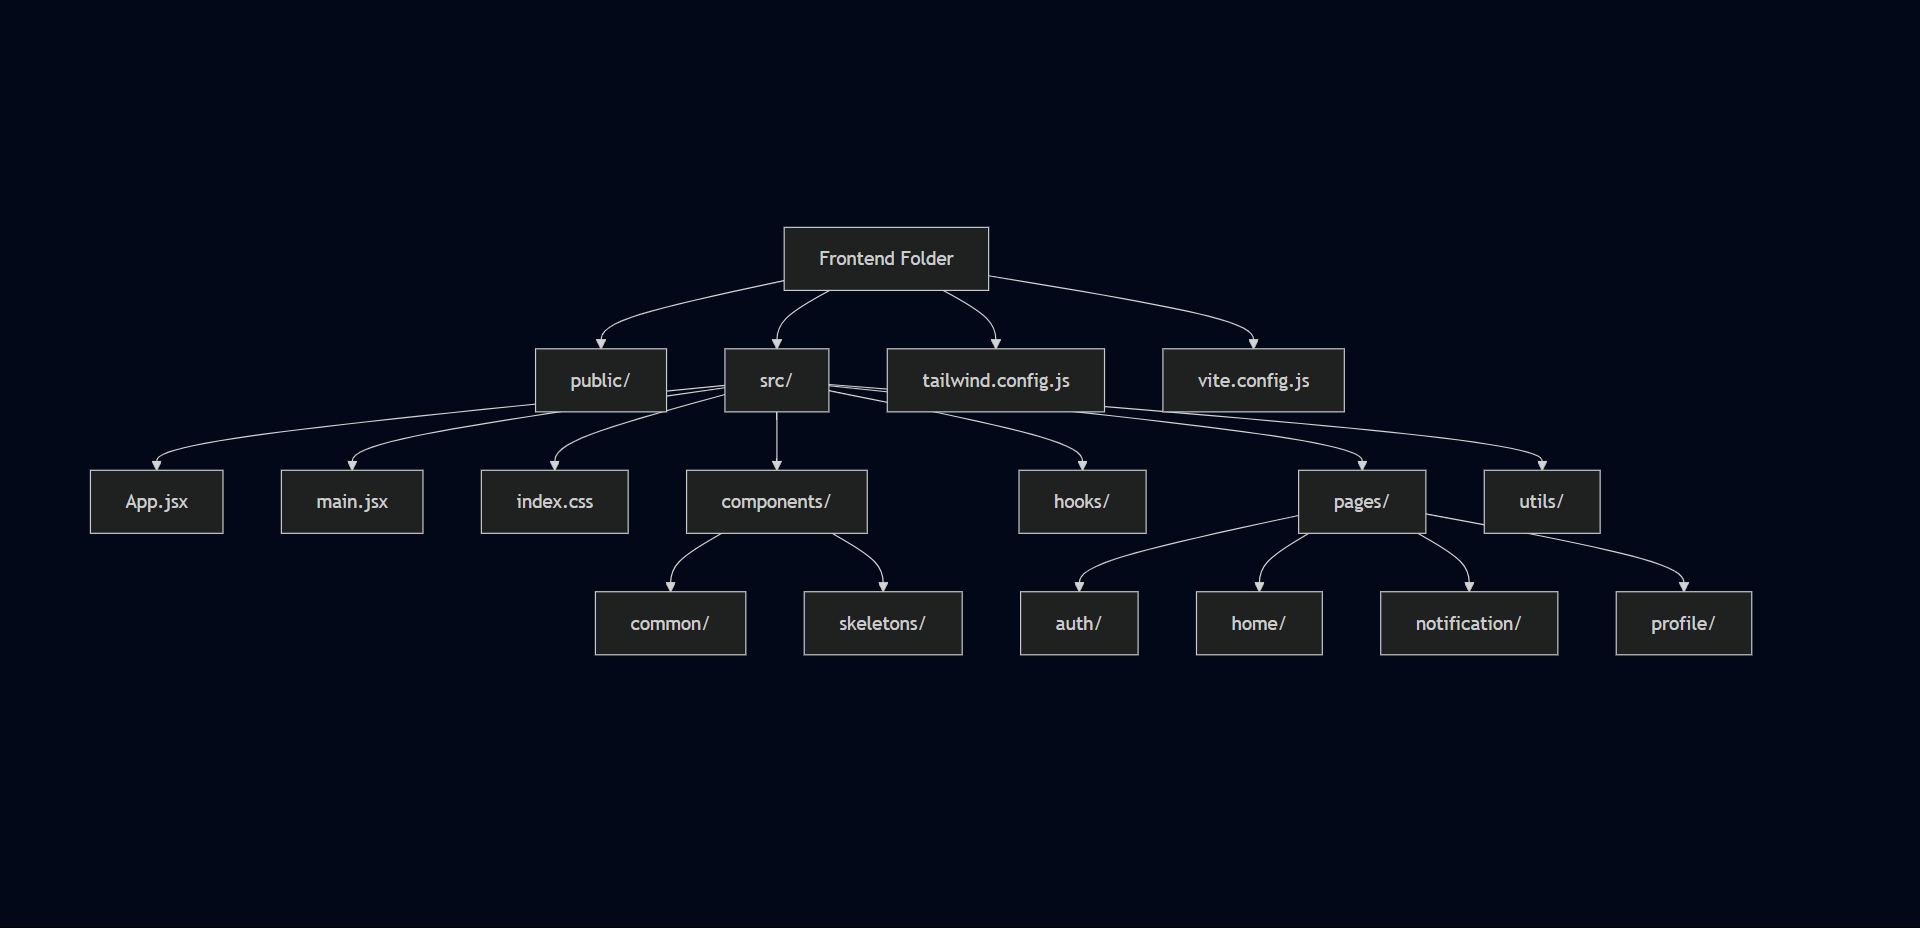 Frontend Folder
public/
src/
tailwind.config.js
vite.config.js
App.jsx
main.jsx
index.css
components/
hooks/
pages/
utils/
common/
skeletons/
auth/
home/
notification/
profile/